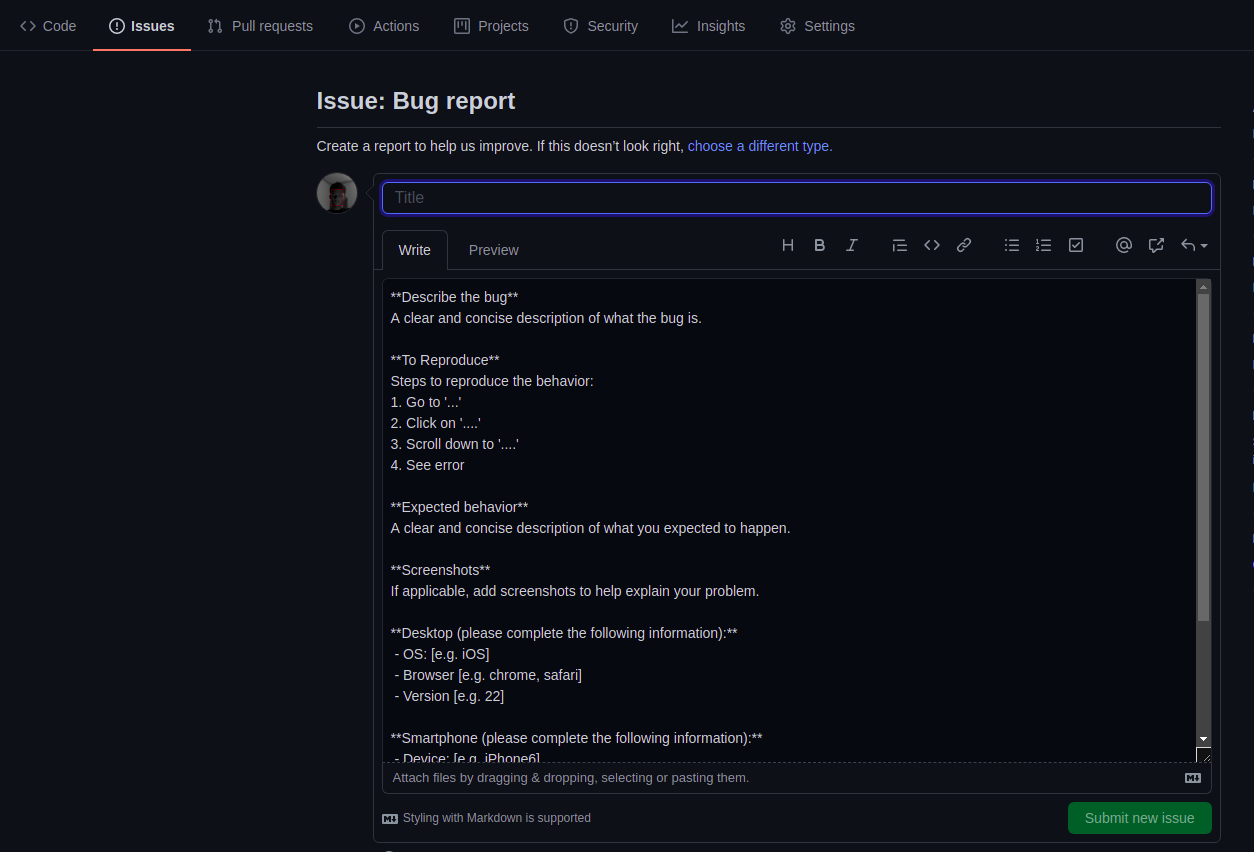 Code Issues Pull requests Actions Projects Security Insights Settings
Issue: Bug report
Create a report to help us improve. If this doesn’t look right, choose a different type.
Title
Write Preview
**Describe the bug**
A clear and concise description of what the bug is.
**To Reproduce**
Steps to reproduce the behavior:
1. Go to '...'
2. Click on '....'
3. Scroll down to '....'
4. See error
**Expected behavior**
A clear and concise description of what you expected to happen.
**Screenshots**
If applicable, add screenshots to help explain your problem.
**Desktop (please complete the following information):**
- OS: [e.g. iOS]
- Browser [e.g. chrome, safari]
- Version [e.g. 22]
**Smartphone (please complete the following information):**
- Device: [e.g. iPhone6]
Attach files by dragging & dropping, selecting or pasting them.
Styling with Markdown is supported
Submit new issue